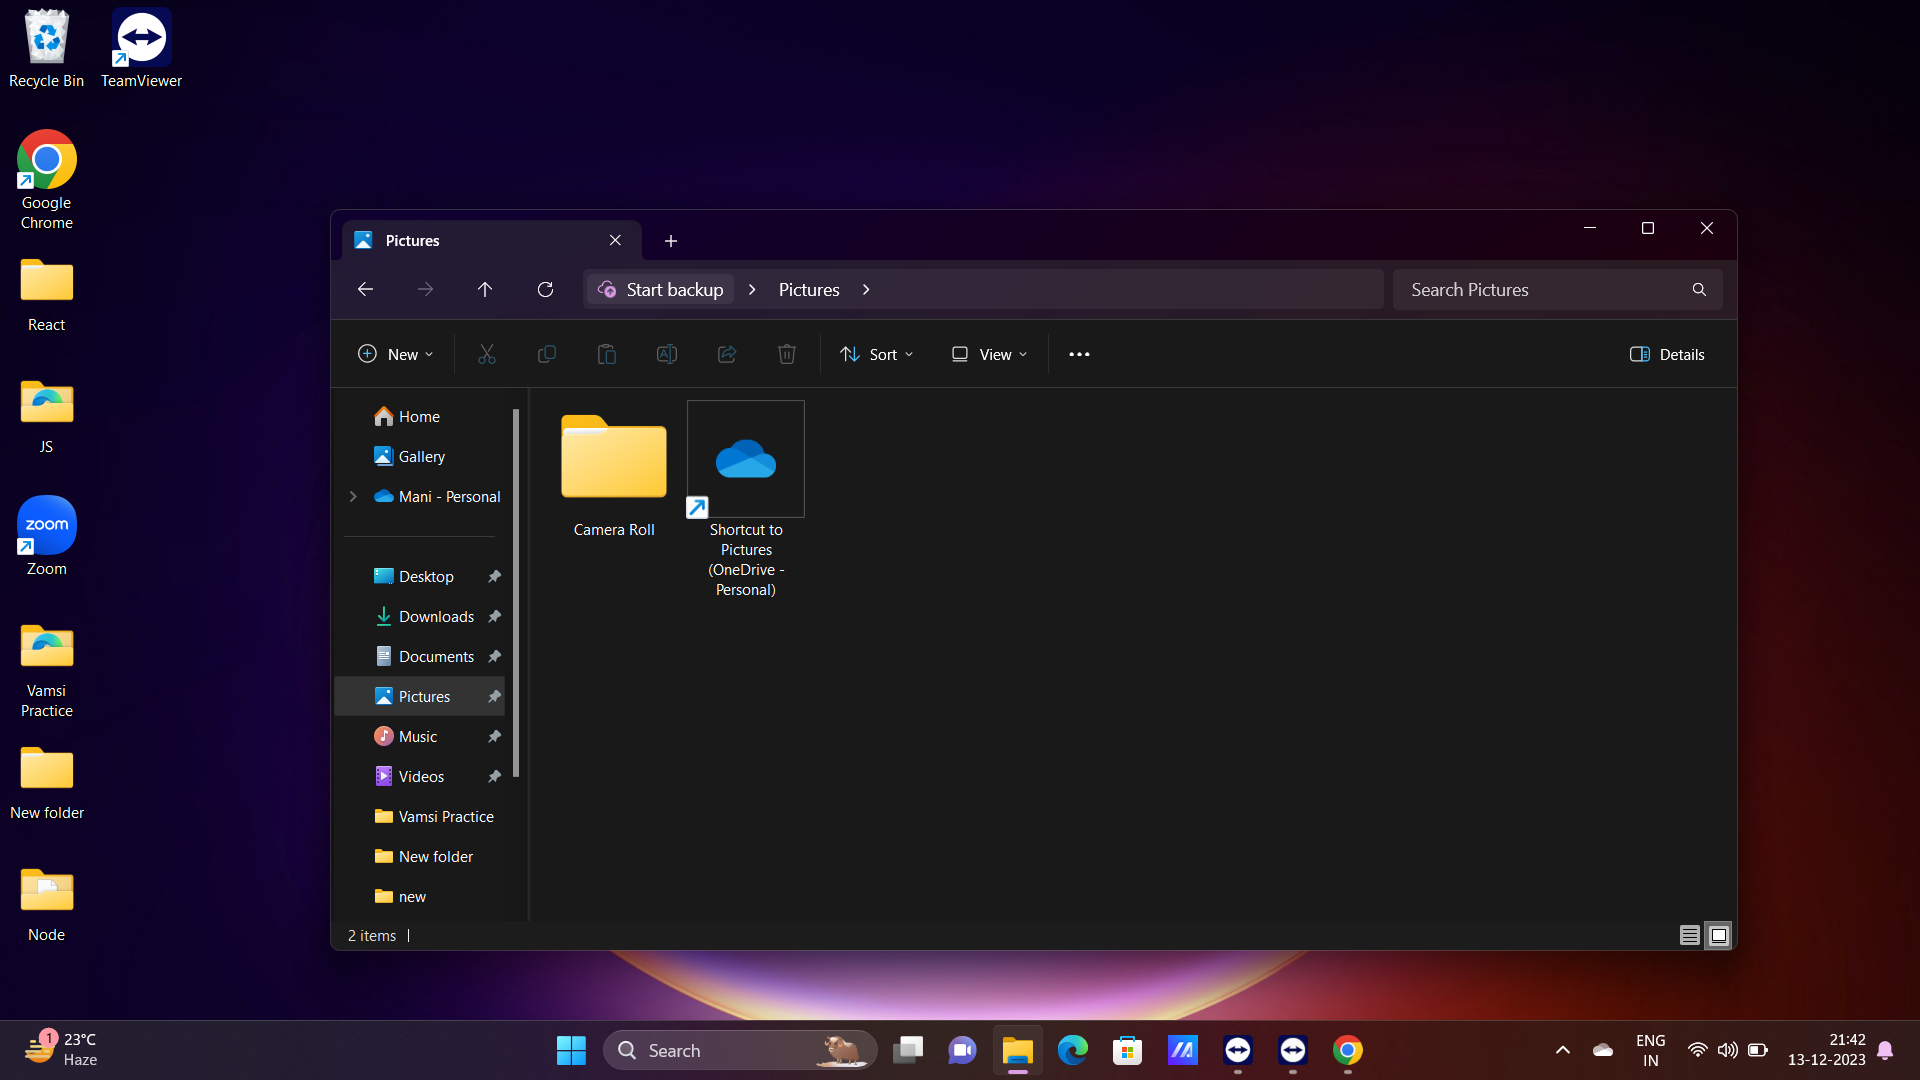 Recycle Bin
TeamViewer
Google
Chrome
React
JS
zoom
Zoom
Vamsi
Practice
New folder
Node
Pictures
Start backup
Pictures
Search Pictures
New
Sort
View
Details
Home
Gallery
Mani - Personal
Desktop
Downloads
Documents
Pictures
Music
Videos
Vamsi Practice
New folder
new
Camera Roll
Shortcut to
Pictures
(OneDrive -
Personal)
2 items
1
23°C
Haze
Search
ENG
IN
21:42
13-12-2023